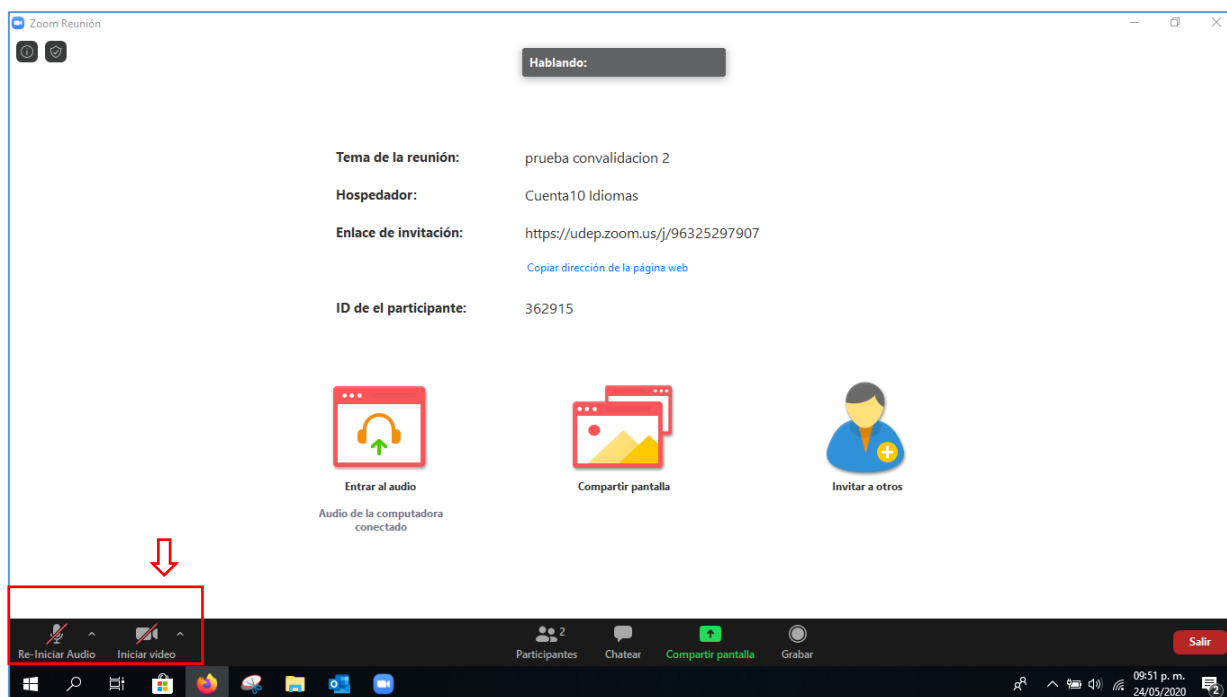 Zoom Reunión
Hablando:
Tema de la reunión: prueba convalidacion 2
Hospedador: Cuenta10 Idiomas
Enlace de invitación: https://udep.zoom.us/j/96325297907
Copiar dirección de la página web
ID de el participante: 362915
Entrar al audio
Compartir pantalla
Invitar a otros
Audio de la computadora
conectado
2
Re-Iniciar Audio
Iniciar video
Participantes
Chatear
Compartir pantalla
Grabar
Salir
09:51 p. m.
24/05/2020
2